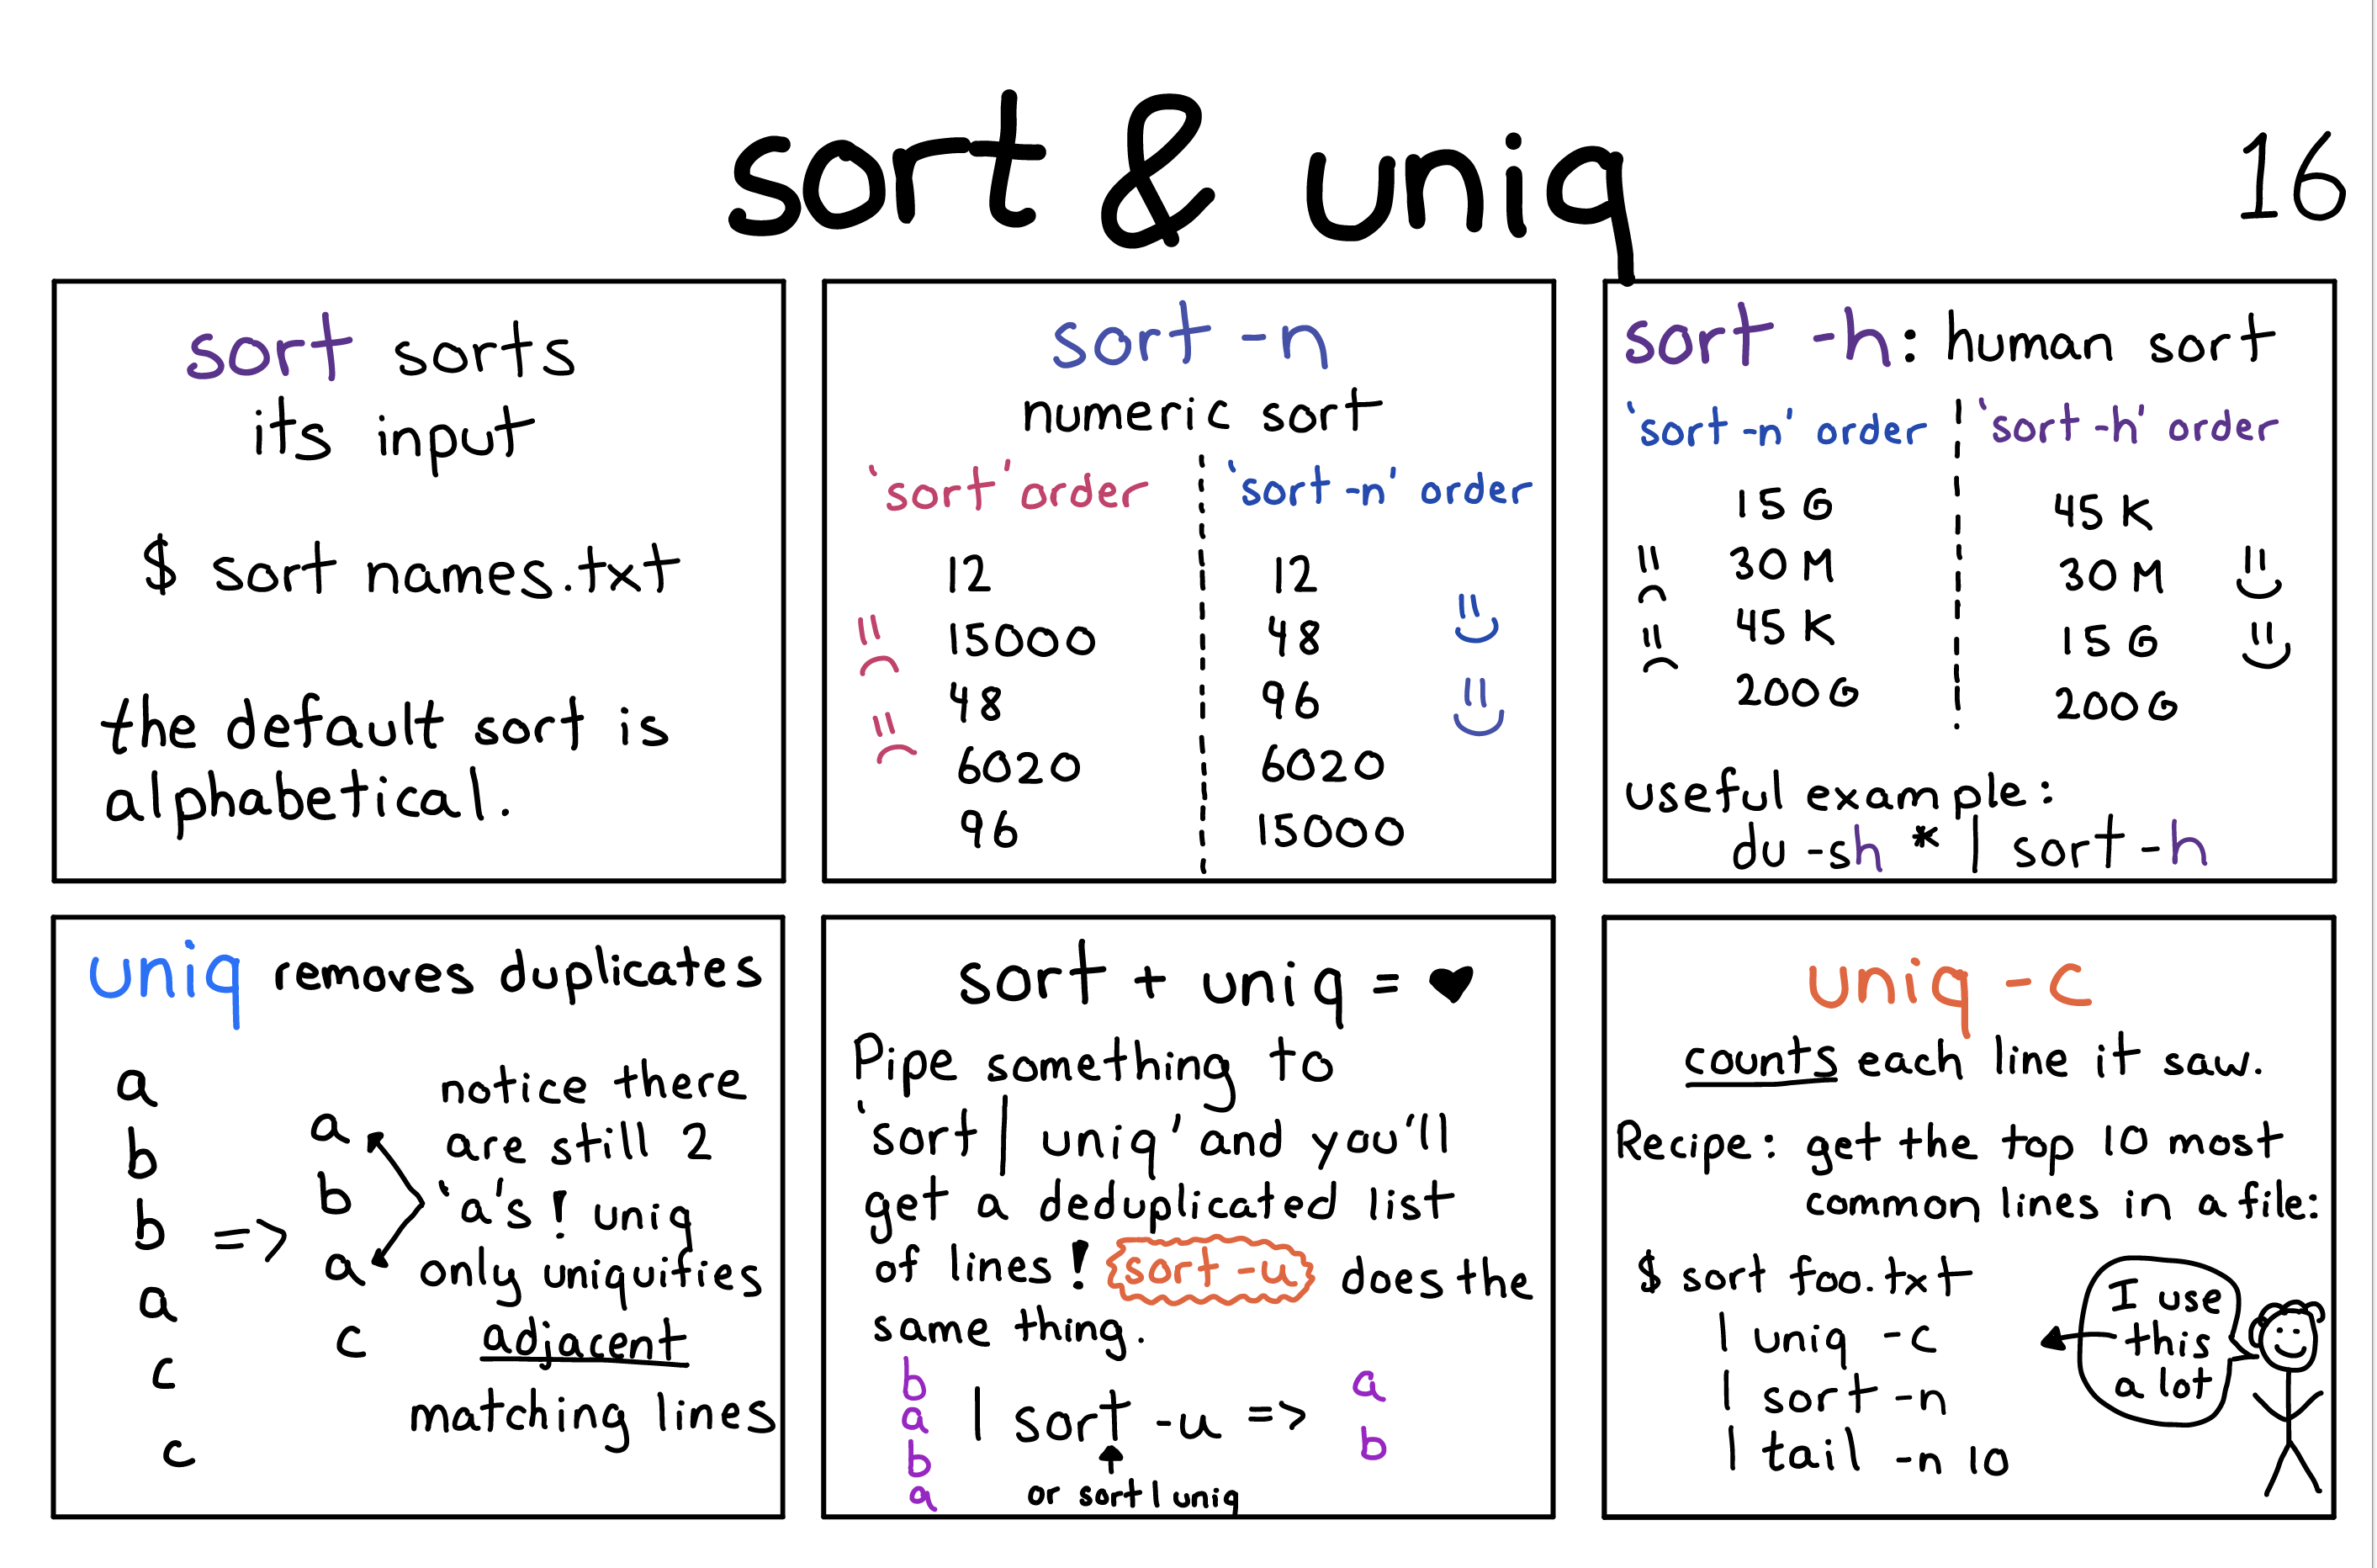 sort & uniq
16
sort sorts
its input
$ sort names.txt
the default sort is
alphabetical.
sort -n
numeric sort
'sort' order
12
15000
48
6020
96
'sort -n' order
12
48
96
6020
15000
sort -h: human sort
'sort -n' order
15 G
30 M
45 K
200 G
'sort -h' order
45 K
30 M
15 G
200 G
useful example:
du -sh * | sort -h
uniq removes duplicates
a
b
b
a
c
c
=>
a
b
a
c
notice there
are still 2
'a's! uniq
only uniquifies
adjacent
matching lines
sort + uniq = ♥
Pipe something to
'sort | uniq' and you'll
get a deduplicated list
of lines! sort -u does the
same thing.
b
a
b
a
| sort -u =>
or sort | uniq
a
b
uniq -c
counts each line it saw.
Recipe: get the top 10 most
common lines in a file:
$ sort foo.txt
| uniq -c
| sort -n
| tail -n 10
I use
this
a lot